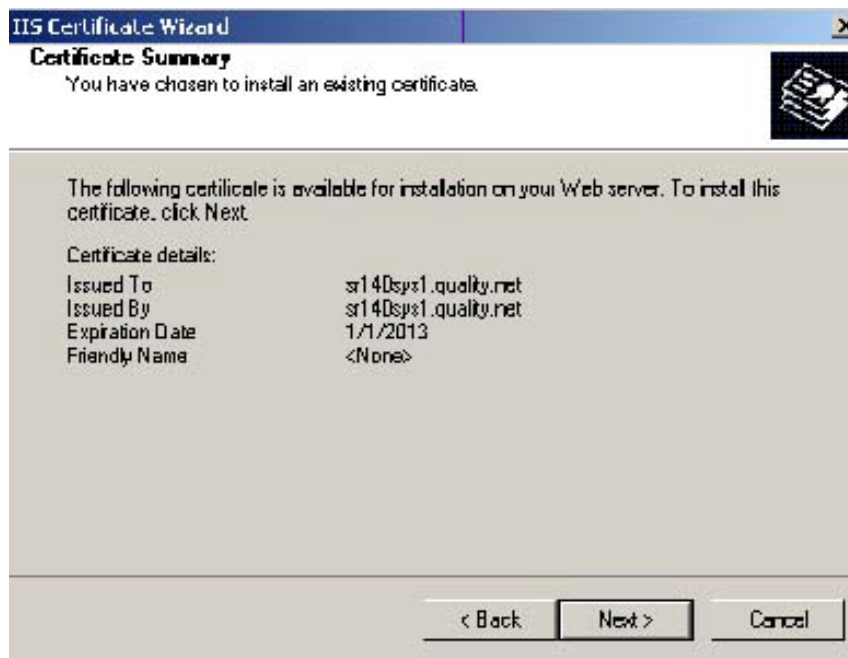 IIS Certificate Wizard
Certificate Summary
You have chosen to install an existing certificate.
The following certificate is available for installation on your Web server. To install this
certificate, click Next
Certificate details:
Issued To sr140sys1.quality.net
Issued By sr140sys1.quality.net
Expiration Date 1/1/2013
Friendly Name <None>
< Back Next > Cancel